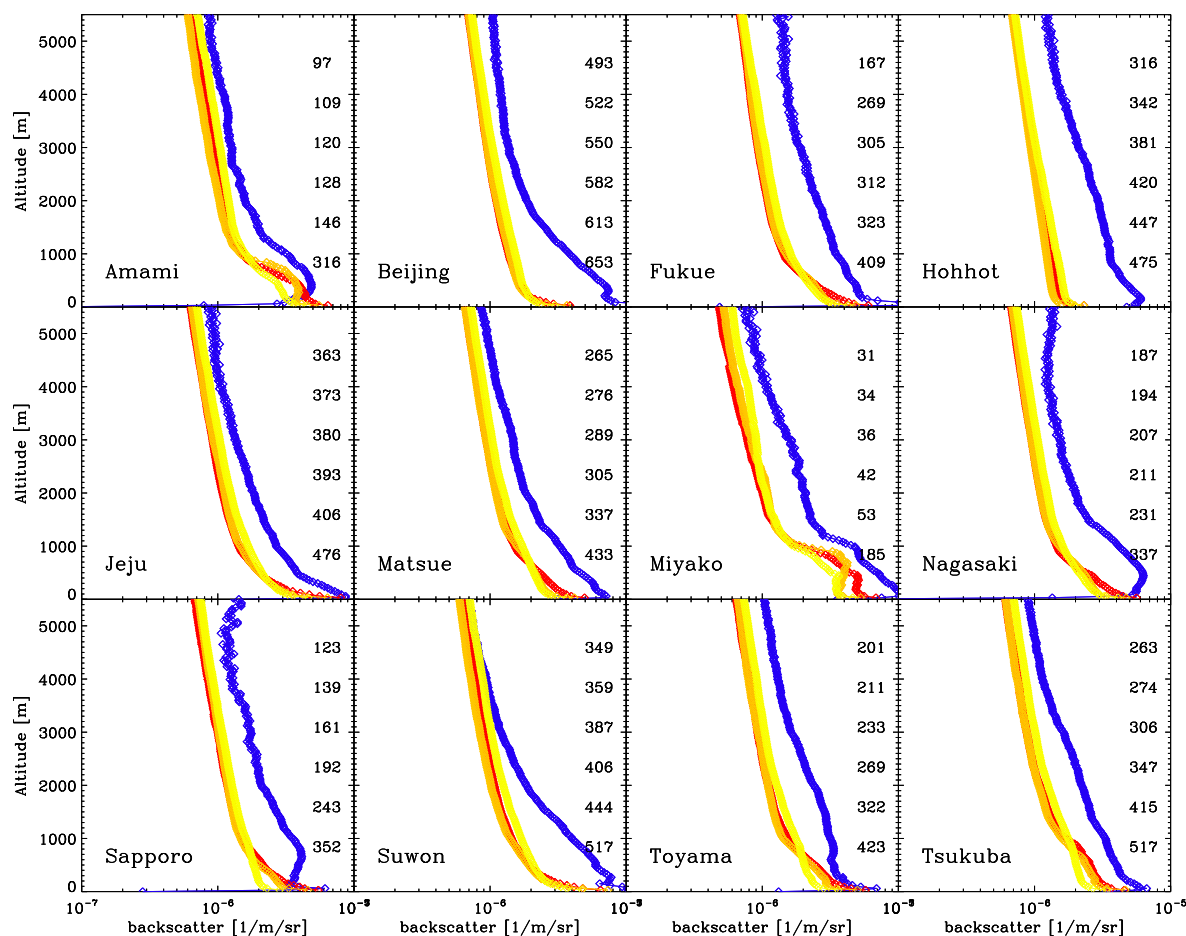 5000 97 493 167 316
4000 109 522 269 342
3000 120 550 305 381
2000 128 582 312 420
1000 146 613 323 447
316 653 409 475
Amami Beijing Fukue Hohhot
0
Altitude [m]
5000 363 265 31 187
4000 373 276 34 194
3000 380 289 36 207
2000 393 305 42 211
1000 406 337 53 231
476 433 185 337
Jeju Matsue Miyako Nagasaki
0
Altitude [m]
5000 123 349 201 263
4000 139 359 211 274
3000 161 387 233 306
2000 192 406 269 347
1000 243 444 322 415
352 517 423 517
Sapporo Suwon Toyama Tsukuba
0
Altitude [m]
10-7 10-6 10-6 10-6 10-6 10-5
backscatter [1/m/sr] backscatter [1/m/sr] backscatter [1/m/sr] backscatter [1/m/sr]